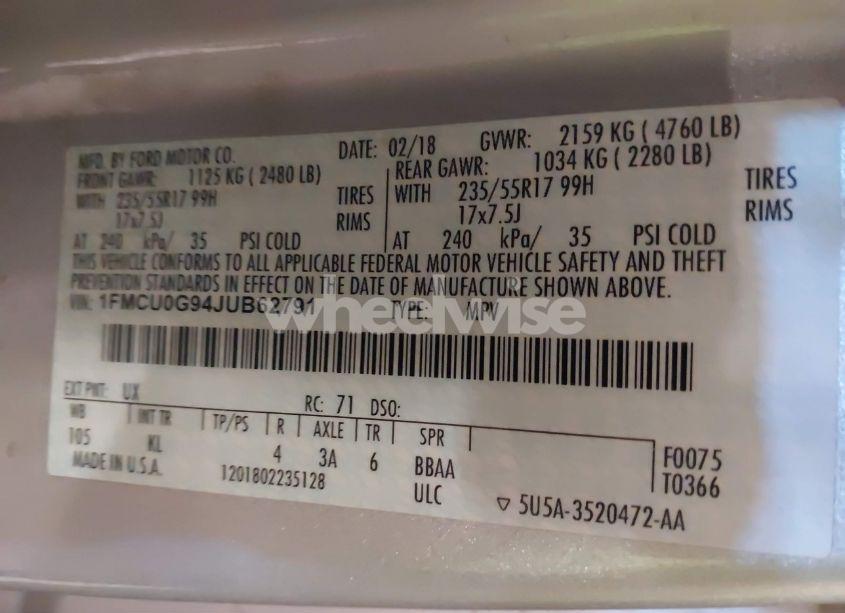 MFD. BY FORD MOTOR CO. DATE: 02/18 GVWR: 2159 KG ( 4760 LB)
FRONT GAWR: 1125 KG ( 2480 LB) REAR GAWR: 1034 KG ( 2280 LB)
WITH 235/55R17 99H TIRES WITH 235/55R17 99H TIRES
17x7.5J RIMS 17x7.5J RIMS
AT 240 kPa/ 35 PSI COLD AT 240 kPa/ 35 PSI COLD
THIS VEHICLE CONFORMS TO ALL APPLICABLE FEDERAL MOTOR VEHICLE SAFETY AND THEFT
PREVENTION STANDARDS IN EFFECT ON THE DATE OF MANUFACTURE SHOWN ABOVE.
VIN: 1FMCU0G94JUB62791 TYPE: MPV
wheelwise
EXT PNT: UX RC: 71 DSO:
WB INT TR TP/PS R AXLE TR SPR
105 KL 4 3A 6 BBAA F0075
MADE IN U.S.A. 1201802235128 ULC T0366
5U5A-3520472-AA